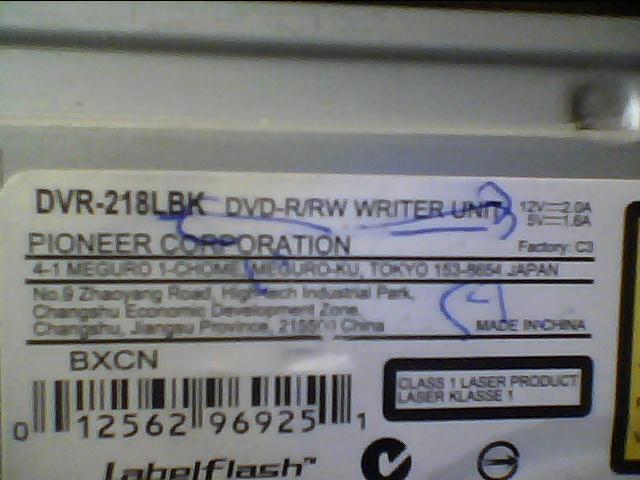 DVR-218LBK DVD-R/RW WRITER UNIT 12V⎓2.0A
5V⎓1.6A
PIONEER CORPORATION Factory: C3
4-1 MEGURO 1-CHOME, MEGURO-KU, TOKYO 153-8654 JAPAN
No.9 Zhaoyang Road, High-tech Industrial Park,
Changshu Economic Development Zone,
Changshu, Jiangsu Province, China
MADE IN CHINA
BXCN
CLASS 1 LASER PRODUCT
LASER KLASSE 1
0 12562 96925 1
Labelflash™